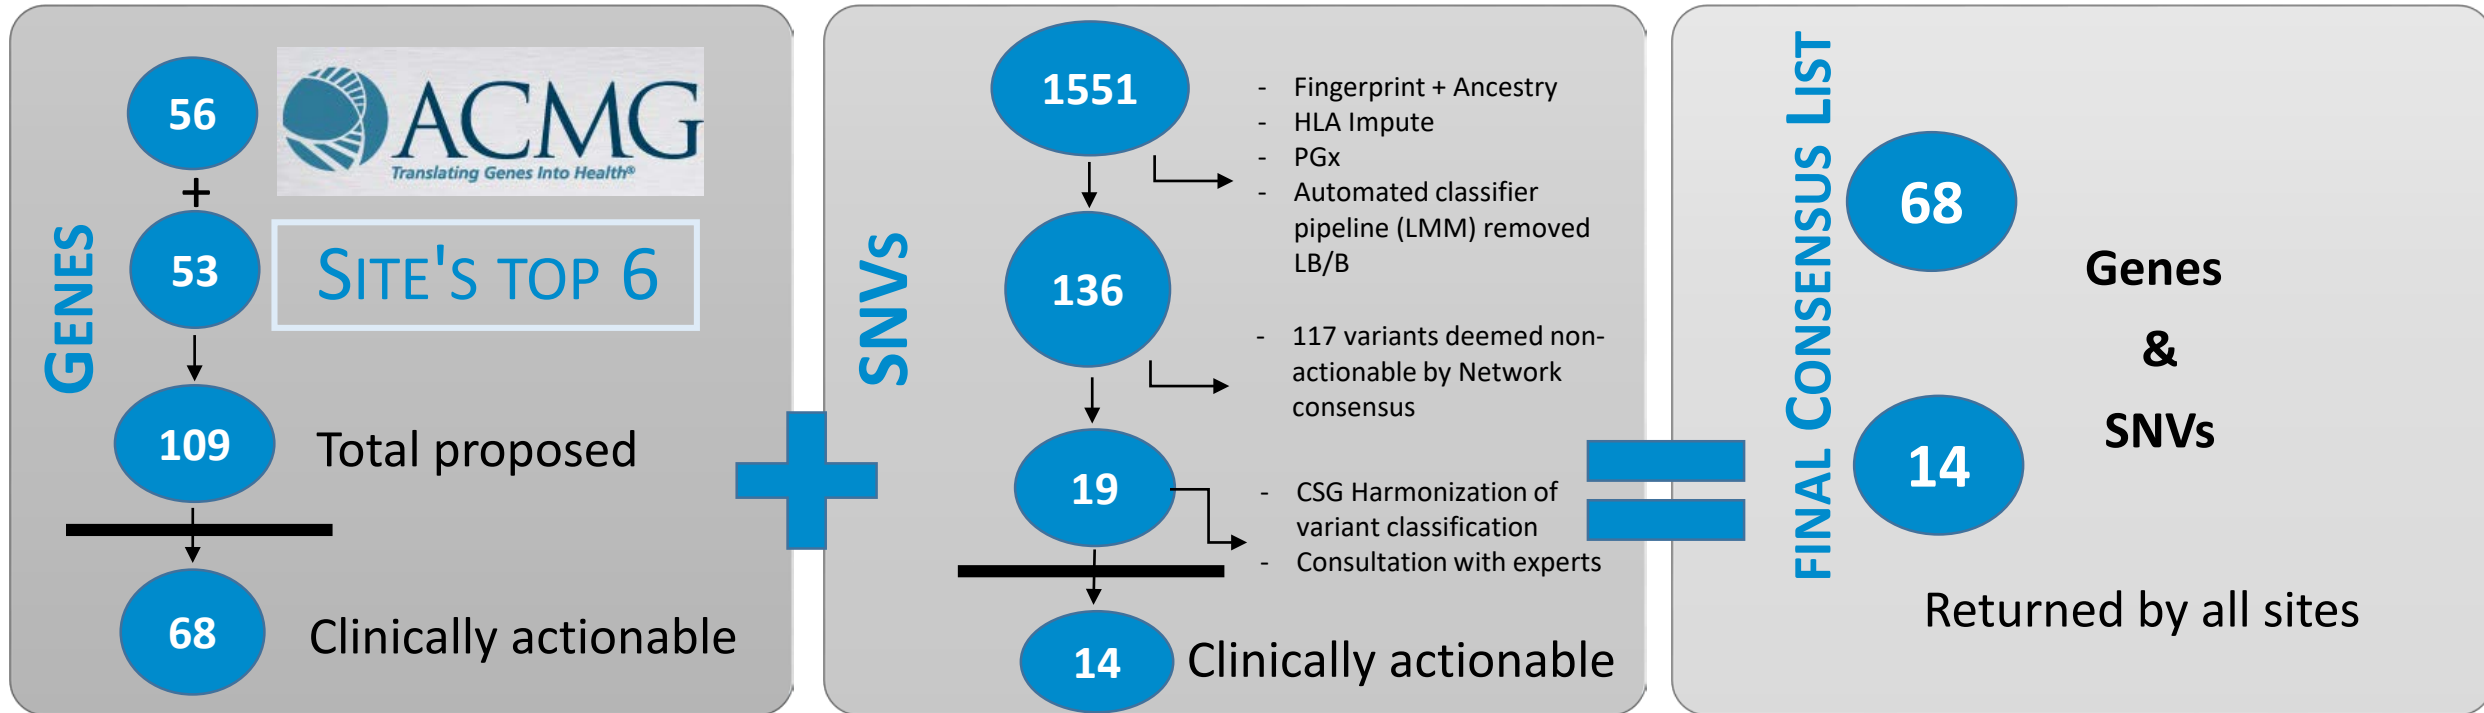 GENES
56
ACMG
Translating Genes Into Health®
+
53
SITE'S TOP 6
109
Total proposed
68
Clinically actionable
SNVs
1551
- Fingerprint + Ancestry
- HLA Impute
- PGx
- Automated classifier
pipeline (LMM) removed
LB/B
136
- 117 variants deemed non-
actionable by Network
consensus
19
- CSG Harmonization of
variant classification
- Consultation with experts
14
Clinically actionable
FINAL CONSENSUS LIST
68
Genes
&
SNVs
14
Returned by all sites